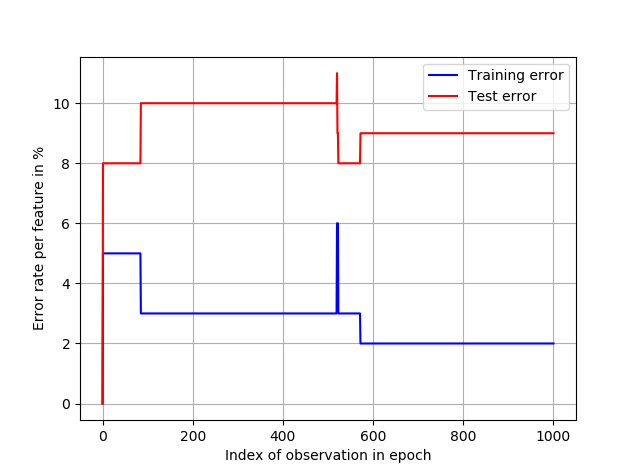 Training error
Test error
Error rate per feature in %
10
8
6
4
2
0
0 200 400 600 800 1000
Index of observation in epoch